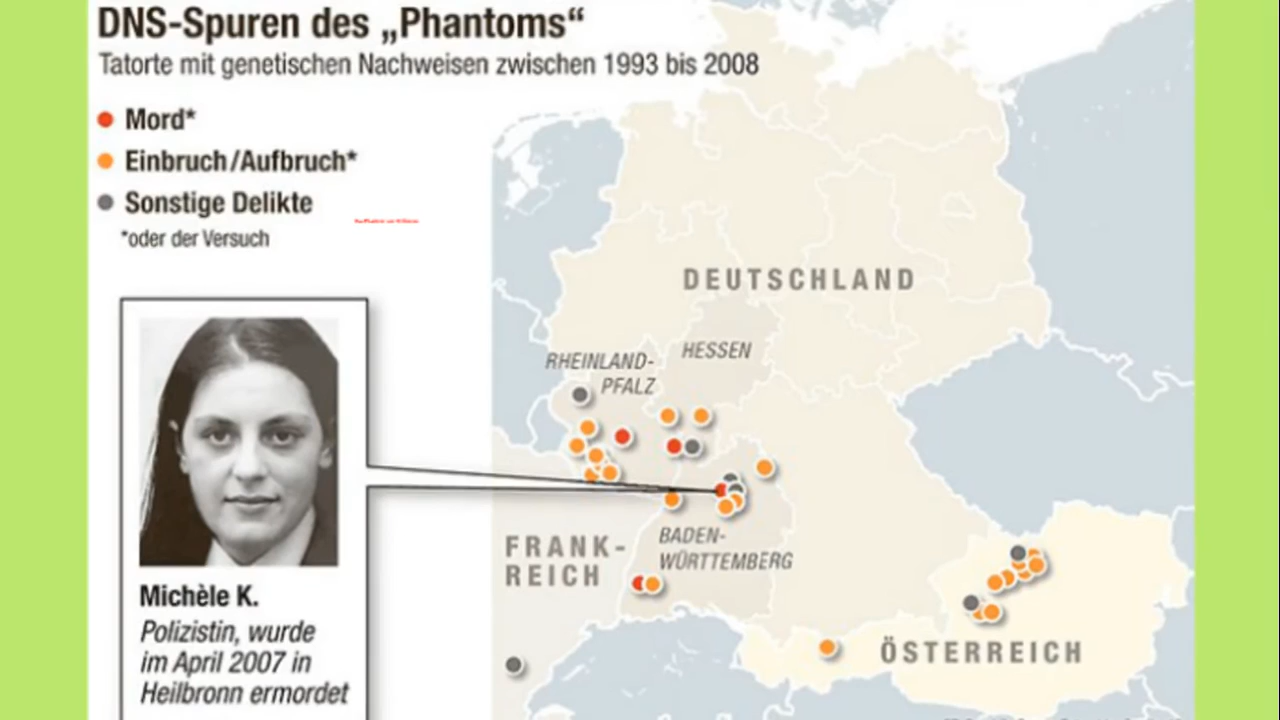 DNS-Spuren des „Phantoms“
Tatorte mit genetischen Nachweisen zwischen 1993 bis 2008
Mord*
Einbruch/Aufbruch*
Sonstige Delikte
*oder der Versuch
DEUTSCHLAND
HESSEN
RHEINLAND-
PFALZ
BADEN-
WÜRTTEMBERG
FRANK-
REICH
ÖSTERREICH
Michèle K.
Polizistin, wurde
im April 2007 in
Heilbronn ermordet